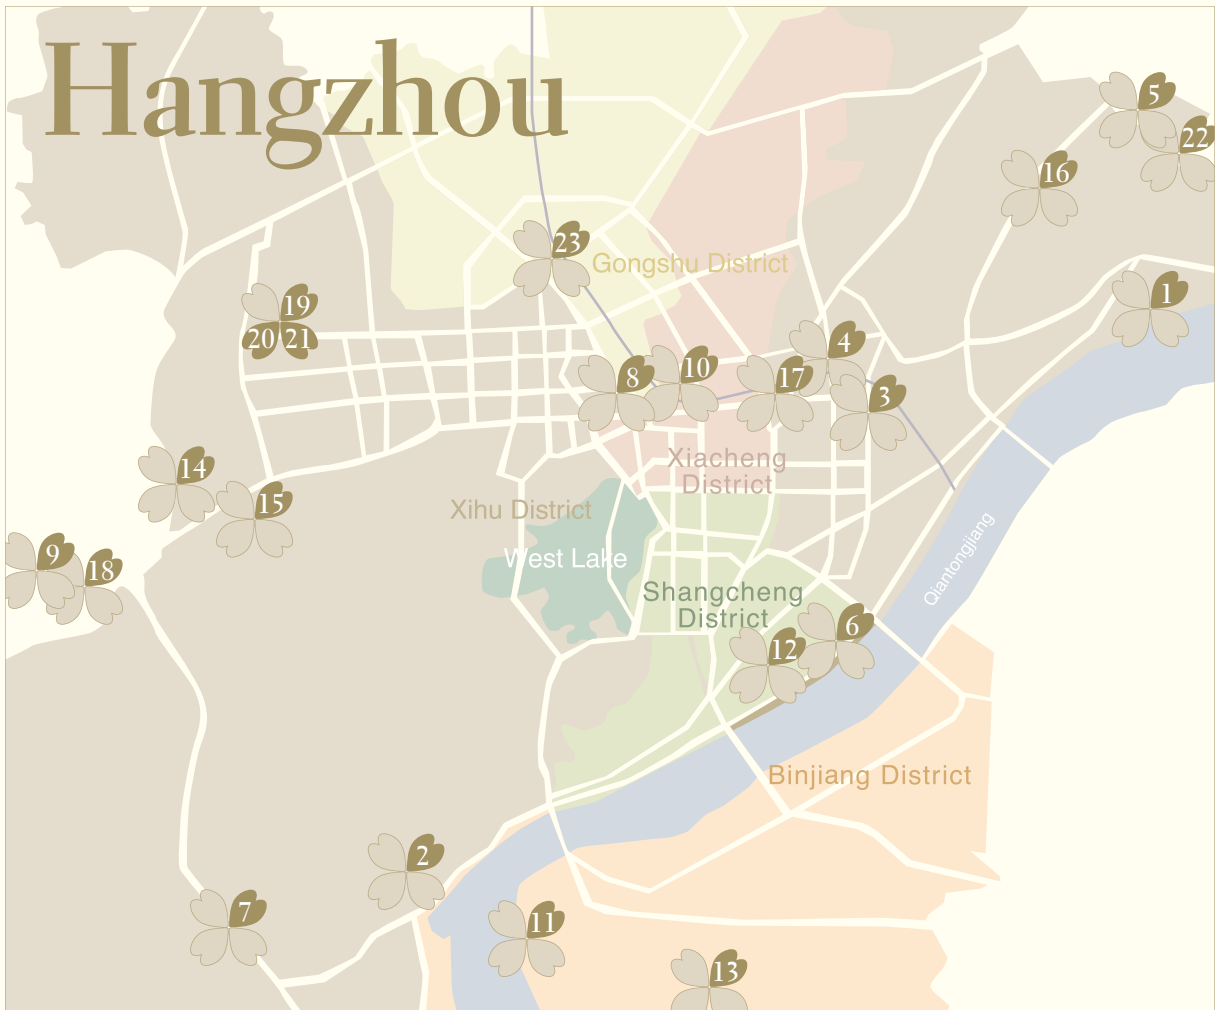 Hangzhou
5
22
16
23
Gongshu District
1
19
20 21
4
10
8
17
3
Xiacheng
District
14
15
Xihu District
9
18
West Lake
Qiantongjiang
Shangcheng
District
6
12
Binjiang District
2
7
11
13